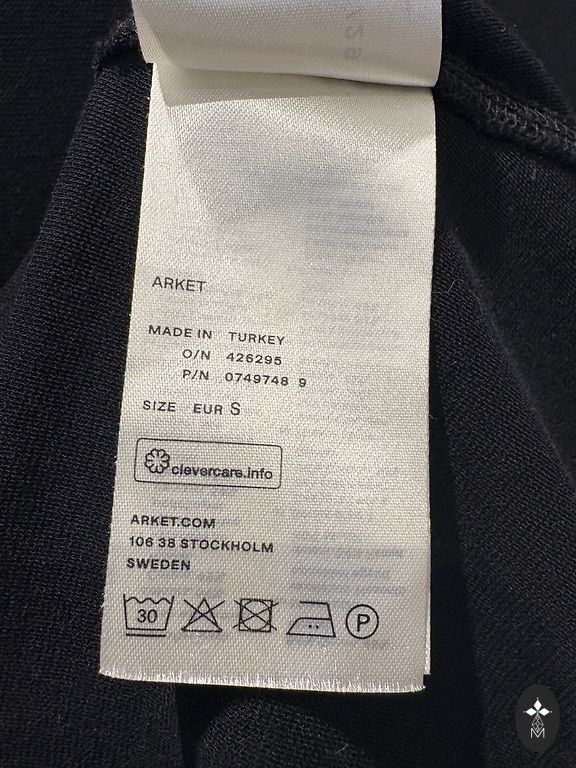 ARKET
MADE IN TURKEY
O/N 426295
P/N 0749748 9
SIZE EUR S
clevercare.info
ARKET.COM
106 38 STOCKHOLM
SWEDEN
30
P
M